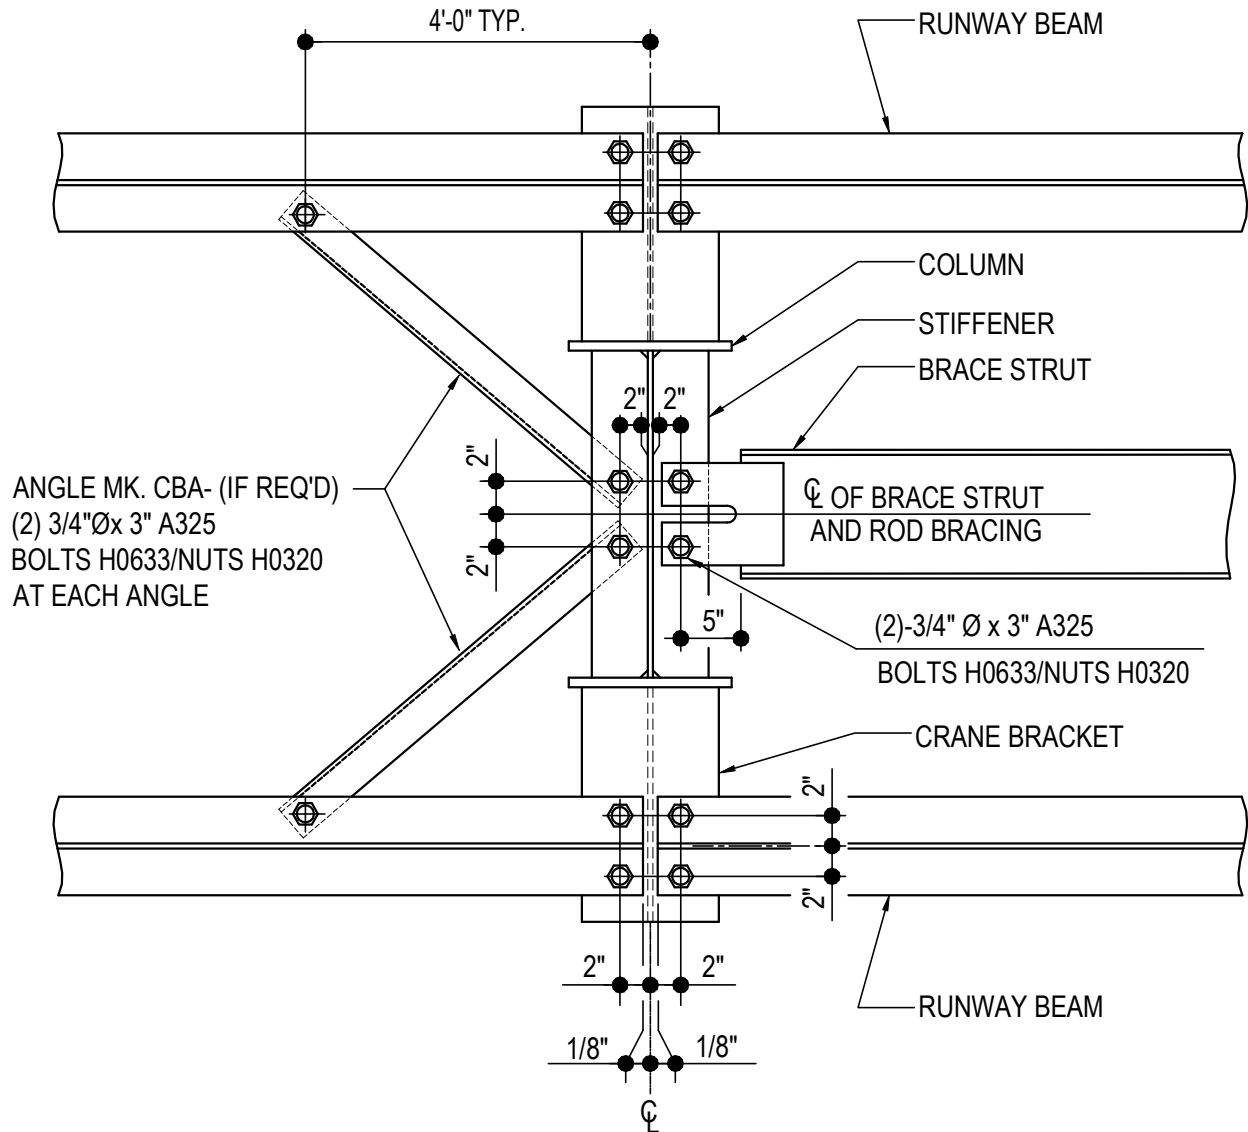 4'-0" TYP.
RUNWAY BEAM
COLUMN
STIFFENER
BRACE STRUT
2" 2"
2"
2"
ANGLE MK. CBA- (IF REQ'D)
(2) 3/4"Øx 3" A325
BOLTS H0633/NUTS H0320
AT EACH ANGLE
℄ OF BRACE STRUT
AND ROD BRACING
5"
(2)-3/4" Ø x 3" A325
BOLTS H0633/NUTS H0320
CRANE BRACKET
2"
2"
2" 2"
RUNWAY BEAM
1/8" 1/8"
℄